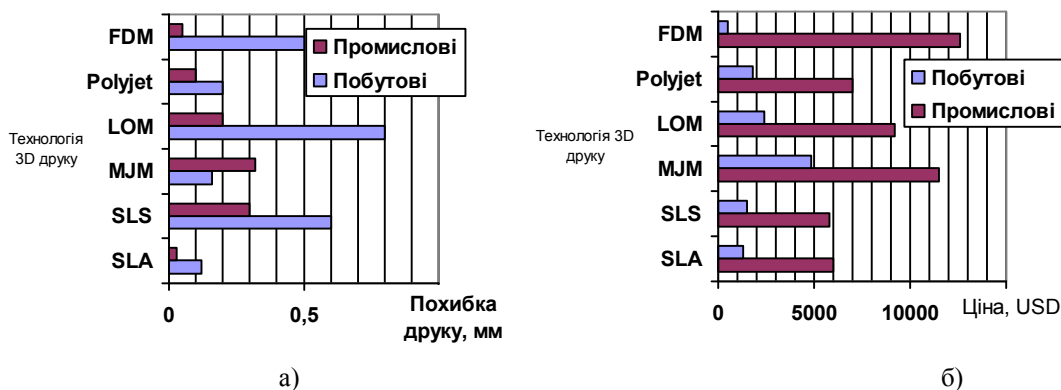 FDM
Polyjet
LOM
MJM
SLS
SLA
Технологія
3D друку
Промислові
Побутові
0
0,5
Похибка
друку, мм
а)
FDM
Polyjet
LOM
MJM
SLS
SLA
Технологія 3D
друку
Побутові
Промислові
0
5000
10000
Ціна, USD
б)